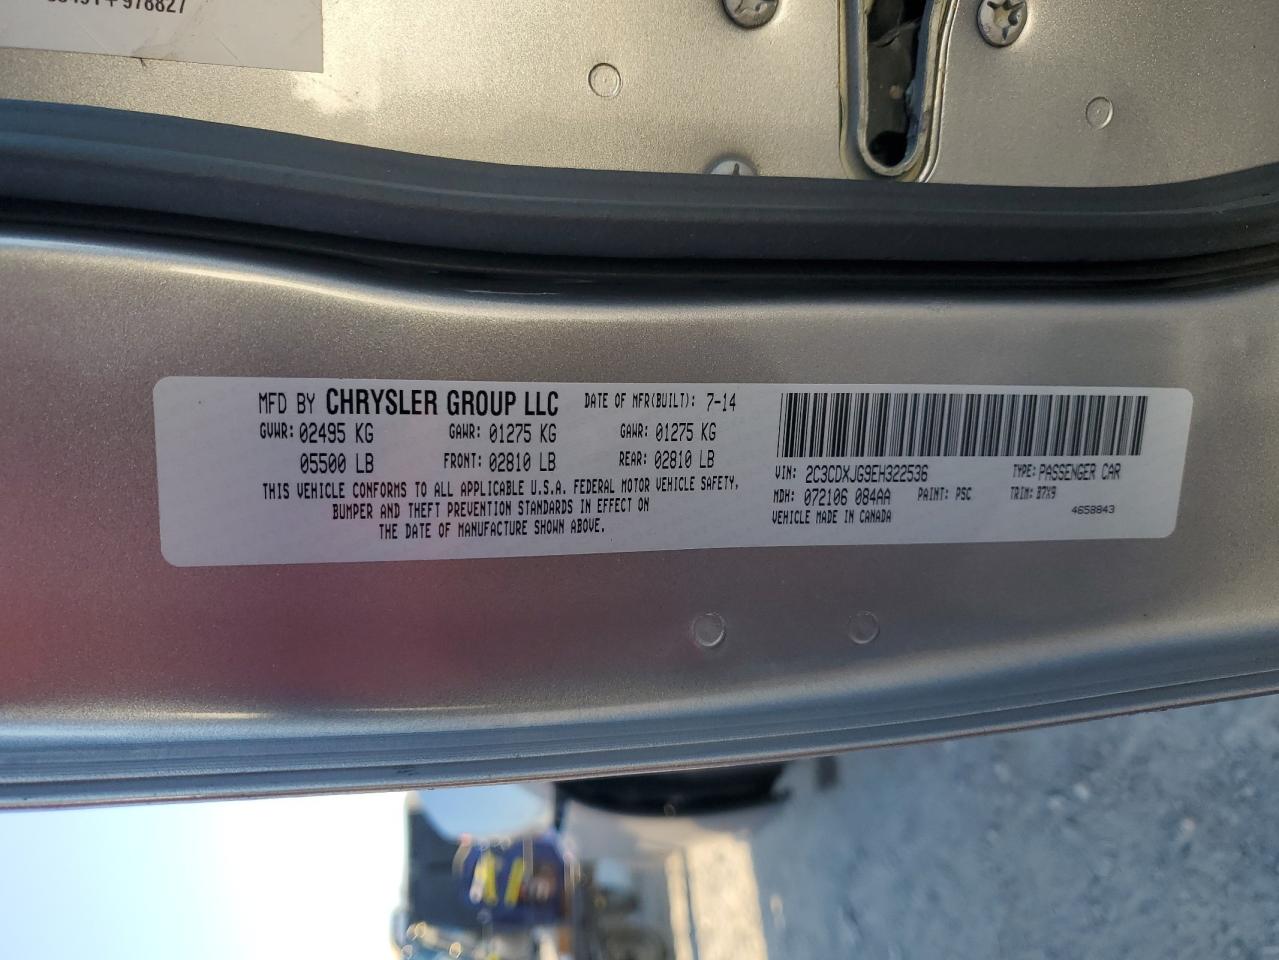 978827
MFD BY CHRYSLER GROUP LLC DATE OF MFR(BUILT): 7-14
GVWR: 02495 KG GAWR: 01275 KG GAWR: 01275 KG
05500 LB FRONT: 02810 LB REAR: 02810 LB
THIS VEHICLE CONFORMS TO ALL APPLICABLE U.S.A. FEDERAL MOTOR VEHICLE SAFETY,
BUMPER AND THEFT PREVENTION STANDARDS IN EFFECT ON
THE DATE OF MANUFACTURE SHOWN ABOVE.
VIN: 2C3CDXJG9EH322536 TYPE: PASSENGER CAR
MDH: 072106 084AA PAINT: PSC TRIM: B7X9
VEHICLE MADE IN CANADA 4658843